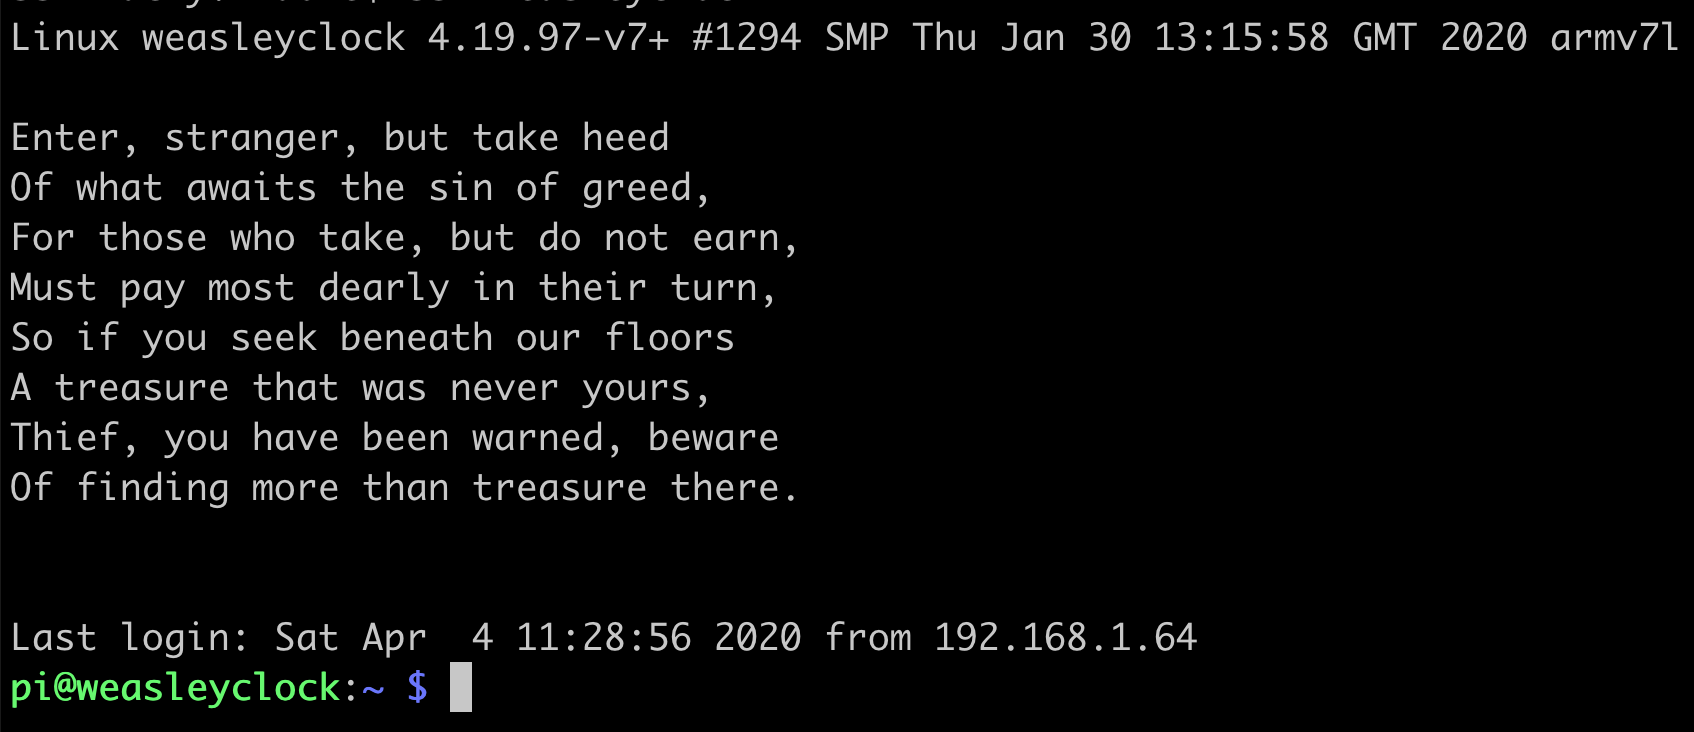 Linux weasleyclock 4.19.97-v7+ #1294 SMP Thu Jan 30 13:15:58 GMT 2020 armv7l
Enter, stranger, but take heed
Of what awaits the sin of greed,
For those who take, but do not earn,
Must pay most dearly in their turn,
So if you seek beneath our floors
A treasure that was never yours,
Thief, you have been warned, beware
Of finding more than treasure there.
Last login: Sat Apr  4 11:28:56 2020 from 192.168.1.64
pi@weasleyclock:~ $